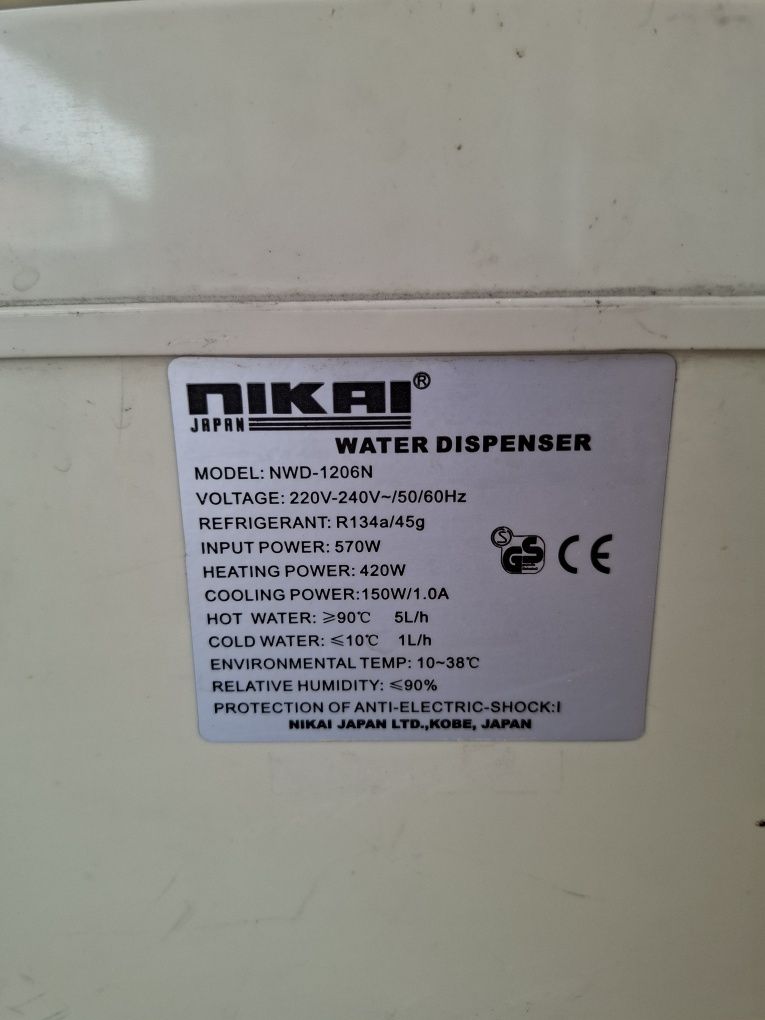 NIKAI®
JAPAN
WATER DISPENSER
MODEL: NWD-1206N
VOLTAGE: 220V-240V~/50/60Hz
REFRIGERANT: R134a/45g
INPUT POWER: 570W
HEATING POWER: 420W
COOLING POWER:150W/1.0A
HOT WATER: ≥90℃ 5L/h
COLD WATER: ≤10℃ 1L/h
ENVIRONMENTAL TEMP: 10~38℃
RELATIVE HUMIDITY: ≤90%
PROTECTION OF ANTI-ELECTRIC-SHOCK:I
NIKAI JAPAN LTD.,KOBE, JAPAN
S GS CE